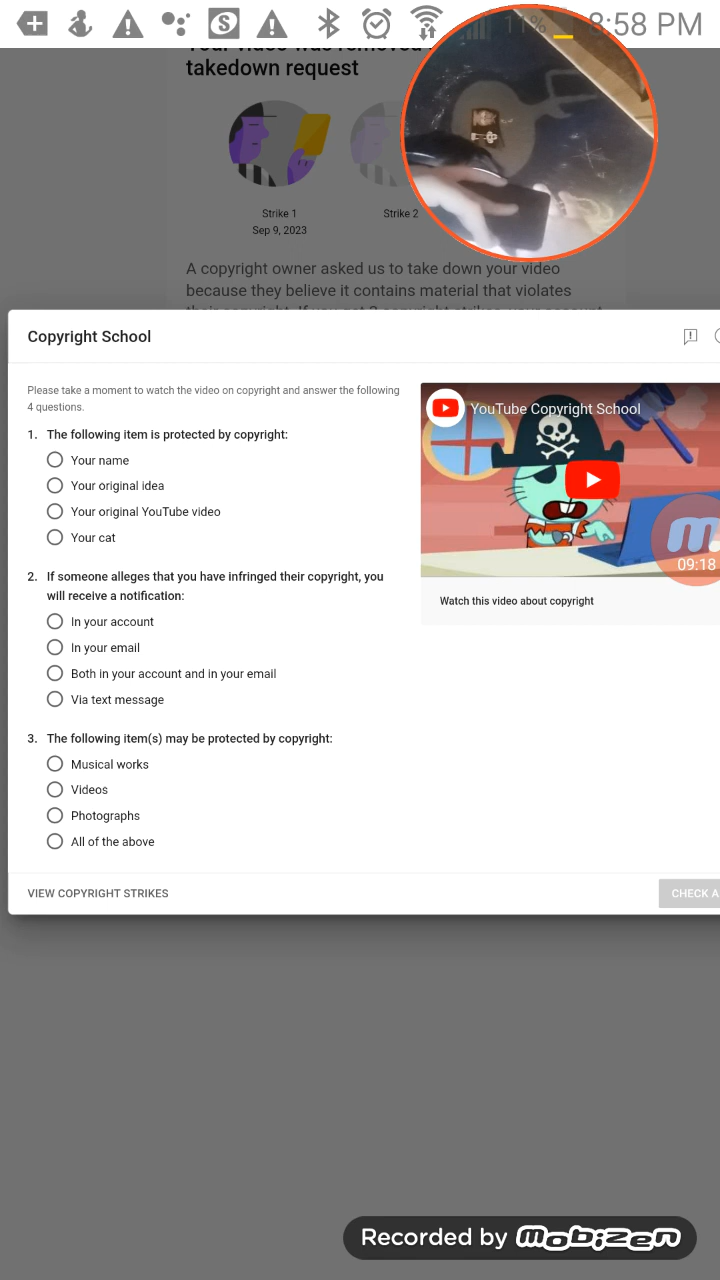 11% 8:58 PM
Your video was removed
takedown request
Strike 1
Strike 2
Sep 9, 2023
A copyright owner asked us to take down your video
because they believe it contains material that violates
Copyright School
Please take a moment to watch the video on copyright and answer the following
4 questions.
1. The following item is protected by copyright:
Your name
Your original idea
Your original YouTube video
Your cat
2. If someone alleges that you have infringed their copyright, you
will receive a notification:
In your account
In your email
Both in your account and in your email
Via text message
3. The following item(s) may be protected by copyright:
Musical works
Videos
Photographs
All of the above
YouTube Copyright School
09:18
Watch this video about copyright
VIEW COPYRIGHT STRIKES
CHECK A
Recorded by mobizen